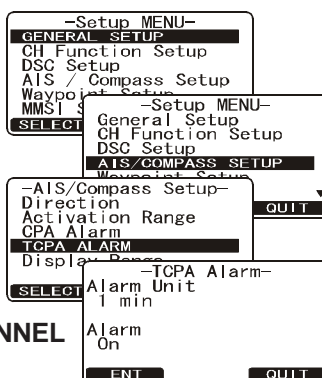 –Setup MENU–
GENERAL SETUP
CH Function Setup
DSC Setup
AIS / Compass Setup
Waypoint Setup
MMSI S
SELECT
–Setup MENU–
General Setup
CH Function Setup
DSC Setup
AIS/COMPASS SETUP
Waypoint Setup
QUIT
–AIS/Compass Setup–
Direction
Activation Range
CPA Alarm
TCPA ALARM
Display Range
SELECT
–TCPA Alarm–
Alarm Unit
1 min
Alarm
On
ENT
QUIT
NNEL